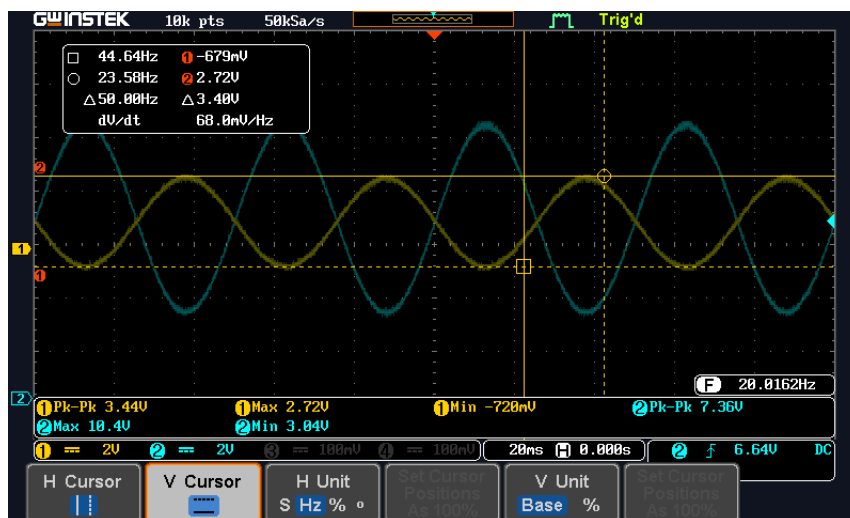 GWINSTEK 10k pts 50kSa/s Trig'd
44.64Hz 1 -679mV
23.58Hz 2 2.72V
△50.00Hz △3.40V
dV/dt 68.0mV/Hz
2
1
1
F 20.0162Hz
2
1 Pk-Pk 3.44V 1 Max 2.72V 1 Min -720mV 2 Pk-Pk 7.36V
2 Max 10.4V 2 Min 3.04V
1 2V 2 2V 3 100mV 4 100mV 20ms H 0.000s 2 6.64V DC
H Cursor V Cursor H Unit Set Cursor V Unit Set Cursor
Positions Positions
S Hz % ° As 100% Base % As 100%